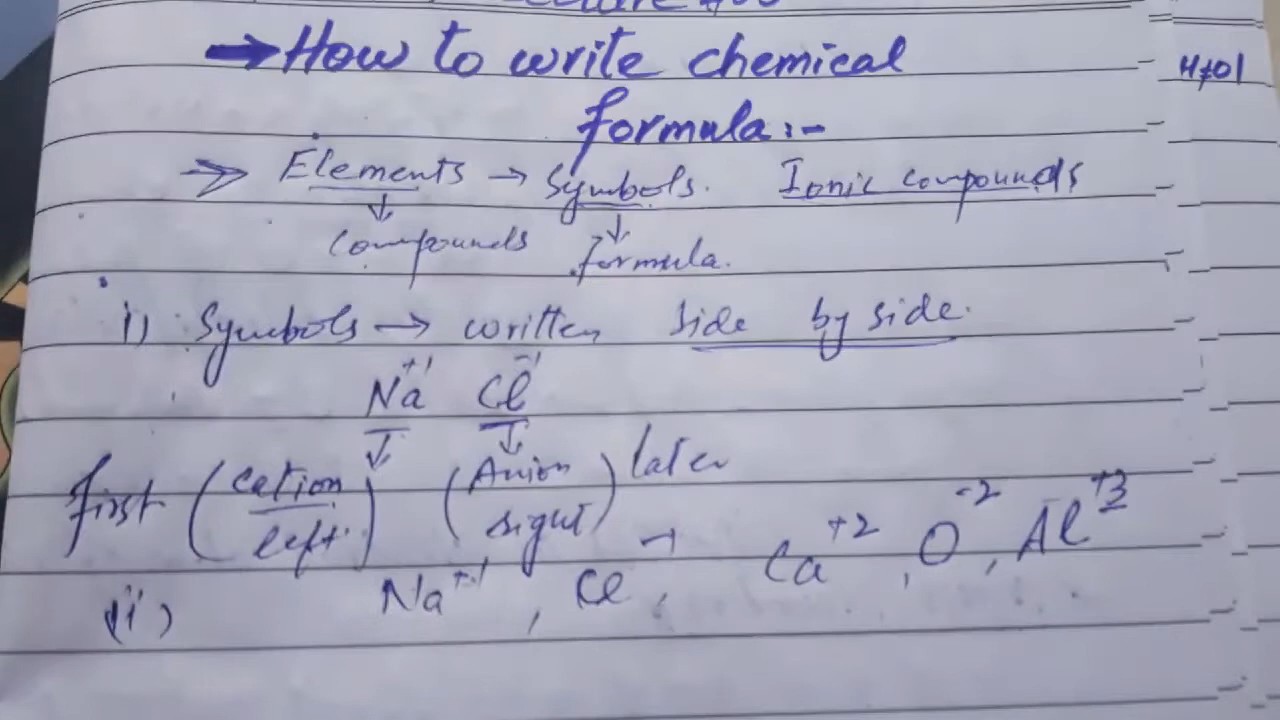 → How to write chemical
H#01
formula:-
⇒ Elements → Symbols. Ionic compounds
↓ ↓
Compounds formula.
i) Symbols → written side by side.
Na⁺¹ Cl⁻¹
↓ ↓
first (Cation left) (Anion right) later
(ii) Na⁺¹, Cl⁻¹, Ca⁺², O⁻², Al⁺³